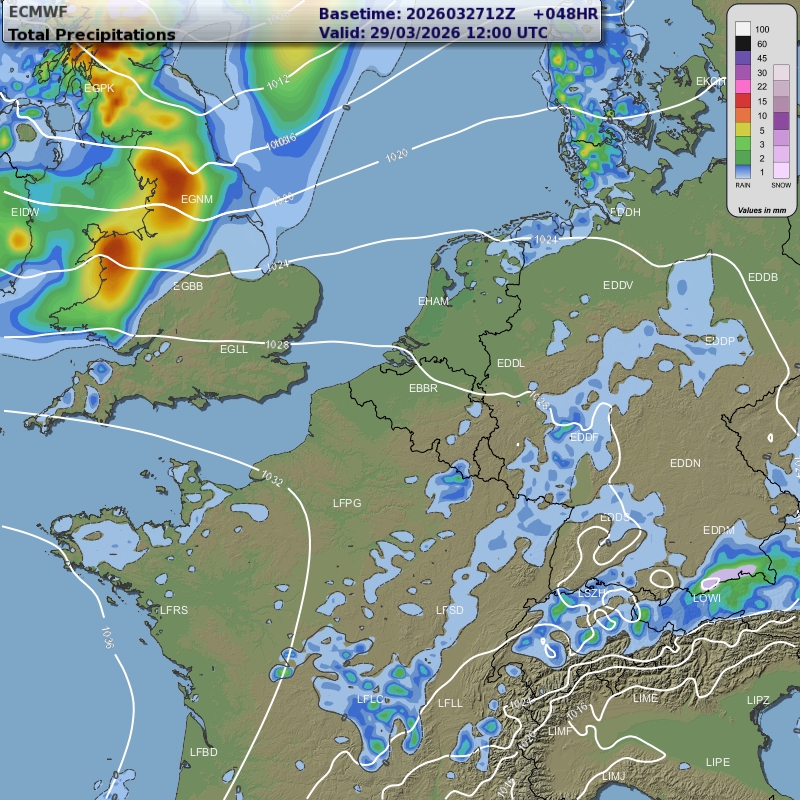 ECMWF
Basetime: 2026032712Z +048HR
Total Precipitations
Valid: 29/03/2026 12:00 UTC
100
60
45
30
22
15
10
5
3
2
1
RAIN SNOW
Values in mm
EGPK
1012
1016
1020
EIDW
EGNM
1020
EDDH
1024
1024
EGBB
EDDV
EDDB
EHAM
EGLL
1028
EDDP
EDDL
EBBR
EDDF
EDDN
1032
LFPG
EDDS
EDDM
LSZH
LOWI
LFRS
LFSD
1036
LFLC
LFLL
LIME
LIPZ
1016
LIMF
LFBD
LIPE
LIMJ